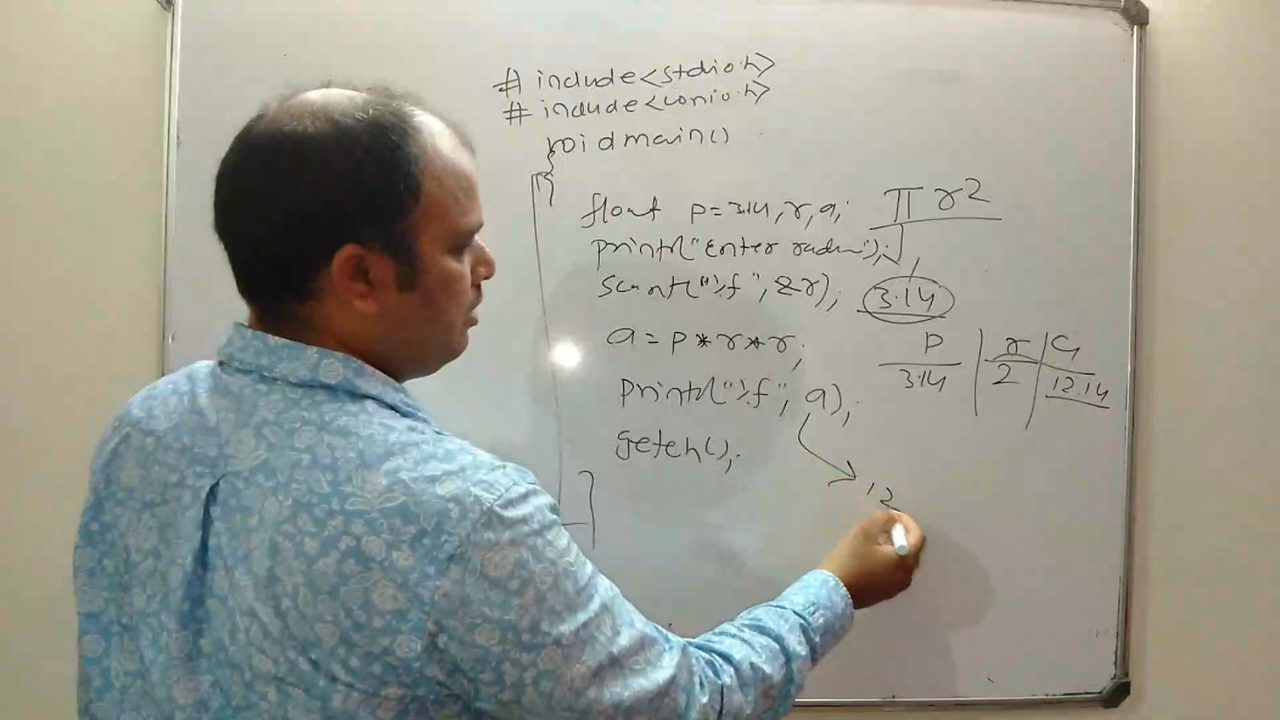 # include<stdio.h>
# include<conio.h>
void main()
{
float p=3.14,r,a;
printf("Enter radius");
scanf("%f",&r);
a=p*r*r;
printf("%f",a);
getch();
}
πr2
3.14
p r a
3.14 2 12.14
12